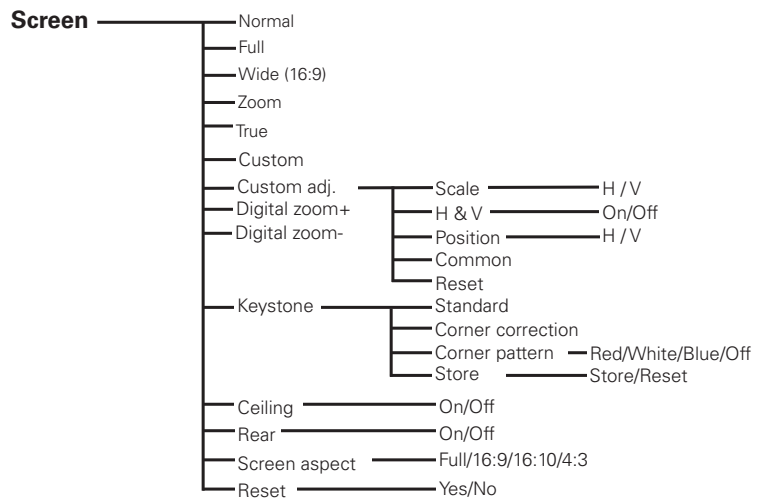 Screen Normal
Full
Wide (16:9)
Zoom
True
Custom
Custom adj. Scale H / V
Digital zoom+ H & V On/Off
Digital zoom- Position H / V
Common
Reset
Keystone Standard
Corner correction
Corner pattern Red/White/Blue/Off
Store Store/Reset
Ceiling On/Off
Rear On/Off
Screen aspect Full/16:9/16:10/4:3
Reset Yes/No